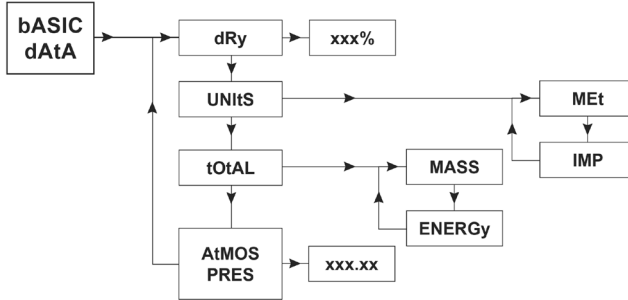 bASIC
dAtA
dRy
xxx%
UNItS
MEt
IMP
tOtAL
MASS
ENERGy
AtMOS
PRES
xxx.xx